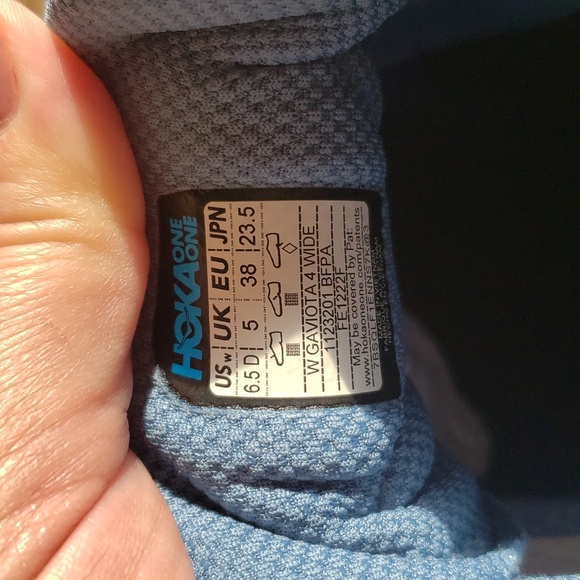 HOKA ONE ONE
US w UK EU JPN
6.5 D 5 38 23.5
W GAVIOTA 4 WIDE
1123201 BFPA
FE1222F
May be covered by Pat.
www.hokaoneone.com/patents